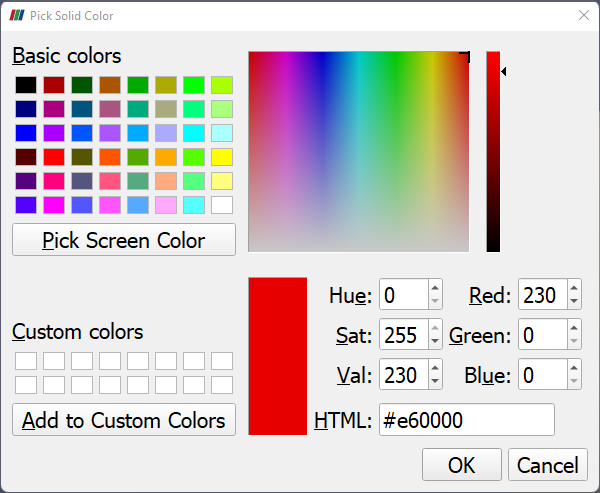 Pick Solid Color
Basic colors
Pick Screen Color
Custom colors
Add to Custom Colors
Hue: 0 Red: 230
Sat: 255 Green: 0
Val: 230 Blue: 0
HTML: #e60000
OK Cancel